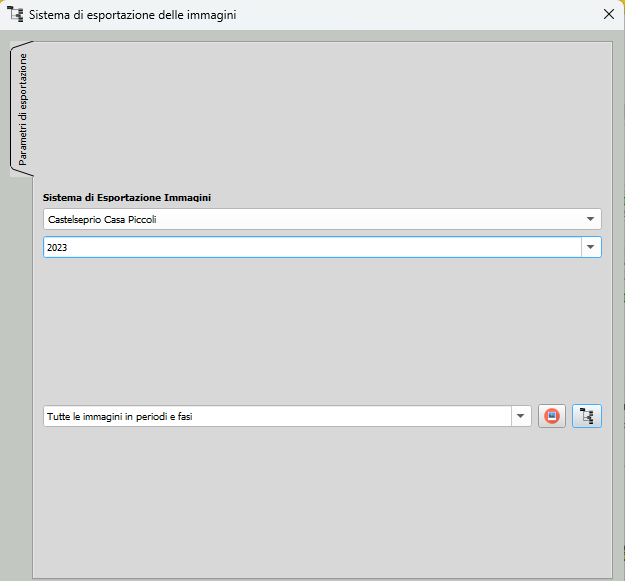 Sistema di esportazione delle immagini
Parametri di esportazione
Sistema di Esportazione Immagini
Castelseprio Casa Piccoli
2023
Tutte le immagini in periodi e fasi